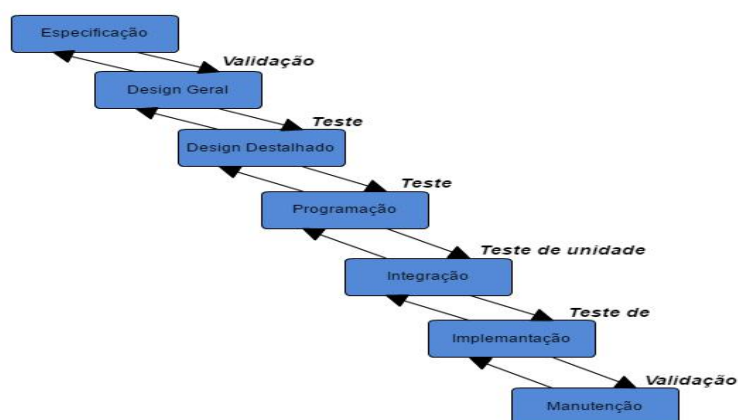 Especificação
Validação
Design Geral
Teste
Design Destalhado
Teste
Programação
Teste de unidade
Integração
Teste de
Implemantação
Validação
Manutenção